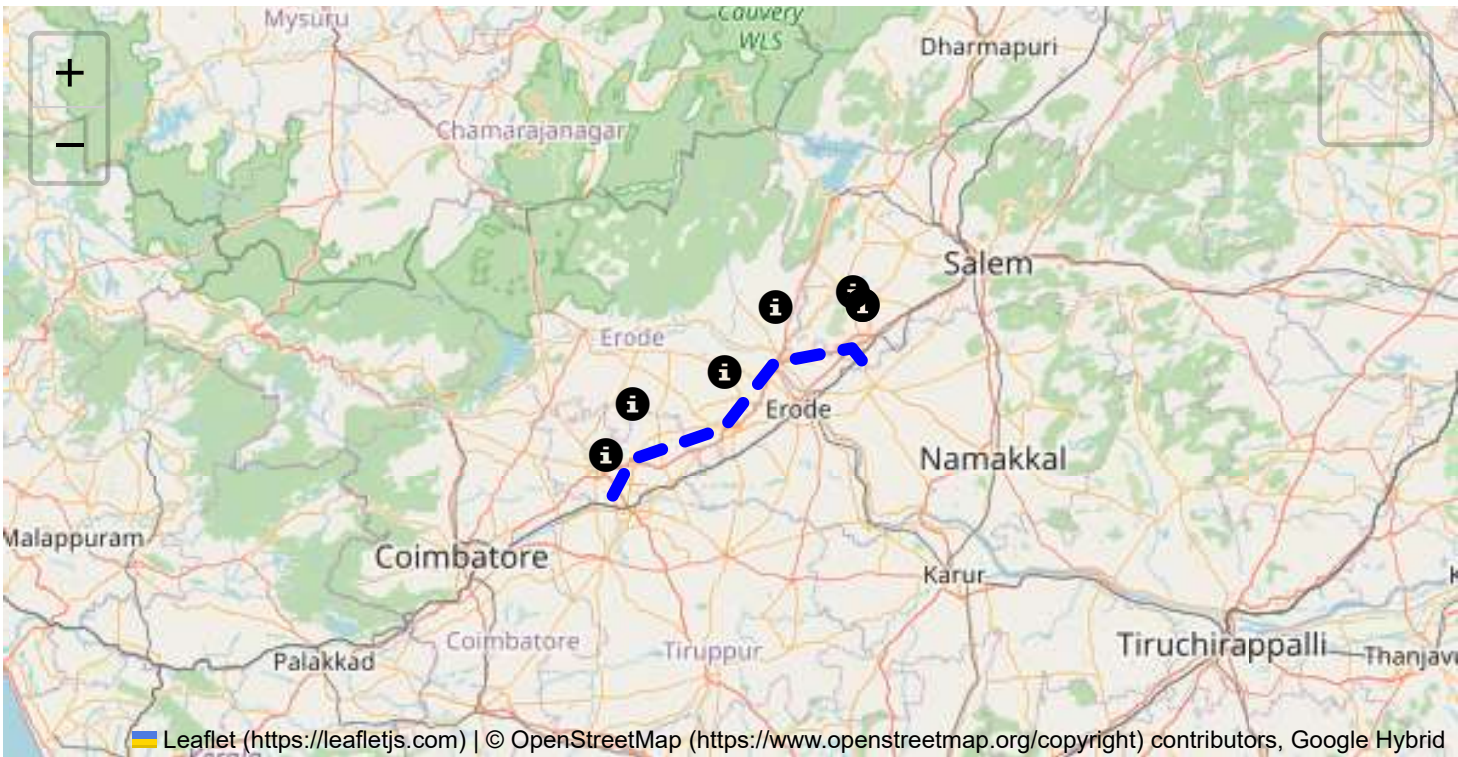 Mysuru
Cauvery
WLS
Dharmapuri
+
−
Chamarajanagar
Salem
Erode
Erode
Namakkal
Malappuram
Coimbatore
Karur
Coimbatore
Tiruppur
Palakkad
Tiruchirappalli
Thanjavu
Leaflet (https://leafletjs.com) | © OpenStreetMap (https://www.openstreetmap.org/copyright) contributors, Google Hybrid